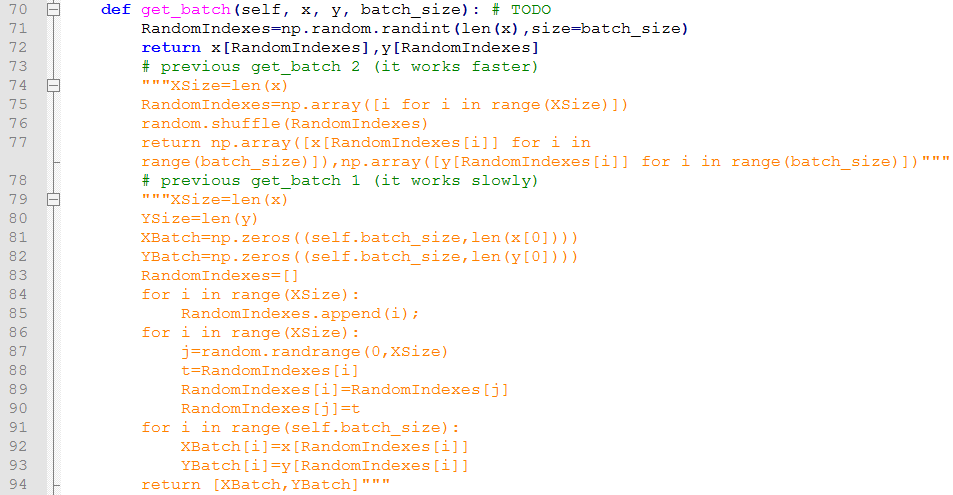 70 def get_batch(self, x, y, batch_size): # TODO
71 RandomIndexes=np.random.randint(len(x),size=batch_size)
72 return x[RandomIndexes],y[RandomIndexes]
73 # previous get_batch 2 (it works faster)
74 """XSize=len(x)
75 RandomIndexes=np.array([i for i in range(XSize)])
76 random.shuffle(RandomIndexes)
77 return np.array([x[RandomIndexes[i]] for i in
range(batch_size)]),np.array([y[RandomIndexes[i]] for i in range(batch_size)])"""
78 # previous get_batch 1 (it works slowly)
79 """XSize=len(x)
80 YSize=len(y)
81 XBatch=np.zeros((self.batch_size,len(x[0])))
82 YBatch=np.zeros((self.batch_size,len(y[0])))
83 RandomIndexes=[]
84 for i in range(XSize):
85 RandomIndexes.append(i);
86 for i in range(XSize):
87 j=random.randrange(0,XSize)
88 t=RandomIndexes[i]
89 RandomIndexes[i]=RandomIndexes[j]
90 RandomIndexes[j]=t
91 for i in range(self.batch_size):
92 XBatch[i]=x[RandomIndexes[i]]
93 YBatch[i]=y[RandomIndexes[i]]
94 return [XBatch,YBatch]"""